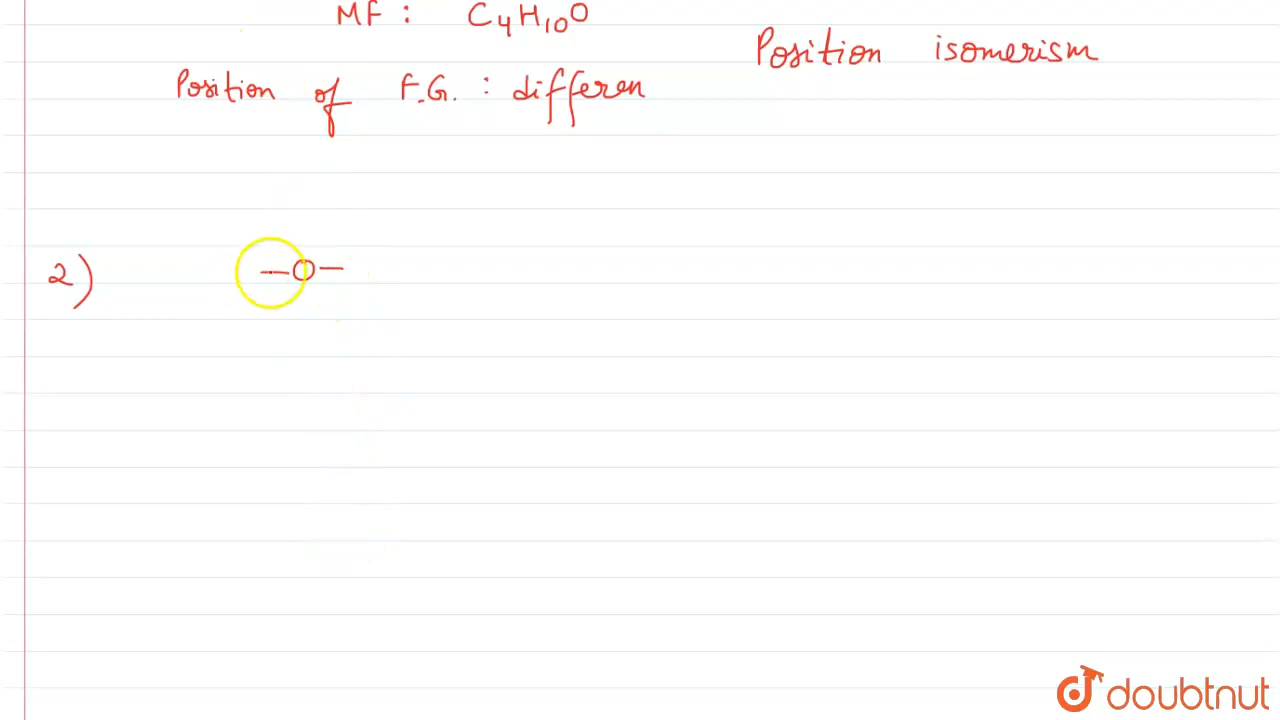 MF : C₄H₁₀O
Position isomerism
Position of F.G. : differen
2) –O–
doubtnut